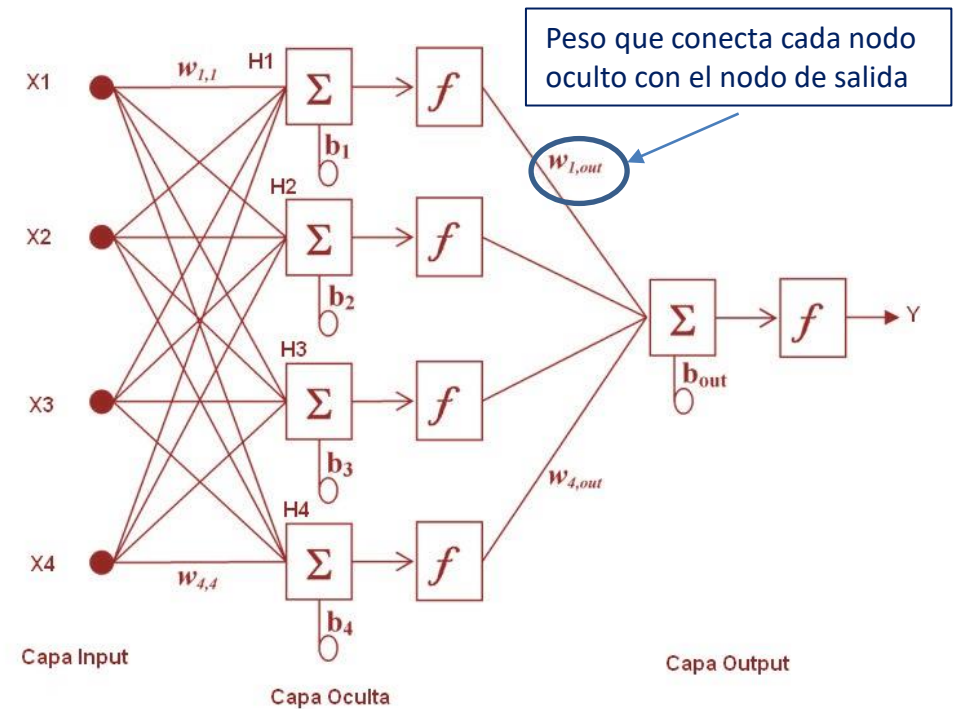 Peso que conecta cada nodo
oculto con el nodo de salida
X1
w1,1
H1
Σ
f
b1
w1,out
X2
H2
Σ
f
b2
X3
H3
Σ
f
b3
Σ
f
Y
bout
w4,out
X4
w4,4
H4
Σ
f
b4
Capa Input
Capa Oculta
Capa Output